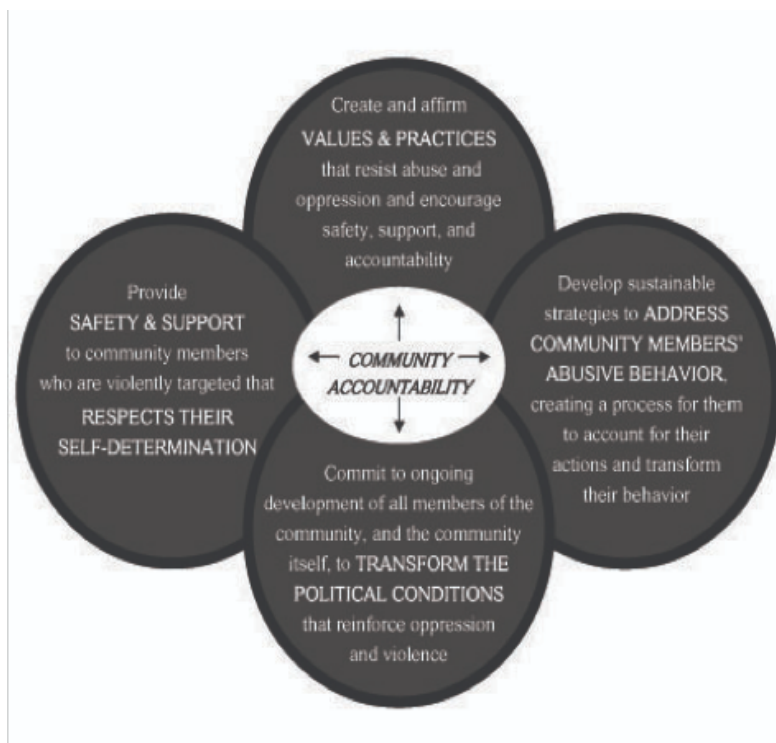 Create and affirm
VALUES & PRACTICES
that resist abuse and
oppression and encourage
safety, support, and
accountability
Provide
SAFETY & SUPPORT
to community members
who are violently targeted that
RESPECTS THEIR
SELF-DETERMINATION
COMMUNITY
ACCOUNTABILITY
Develop sustainable
strategies to ADDRESS
COMMUNITY MEMBERS'
ABUSIVE BEHAVIOR,
creating a process for them
to account for their
actions and transform
their behavior
Commit to ongoing
development of all members of the
community, and the community
itself, to TRANSFORM THE
POLITICAL CONDITIONS
that reinforce oppression
and violence